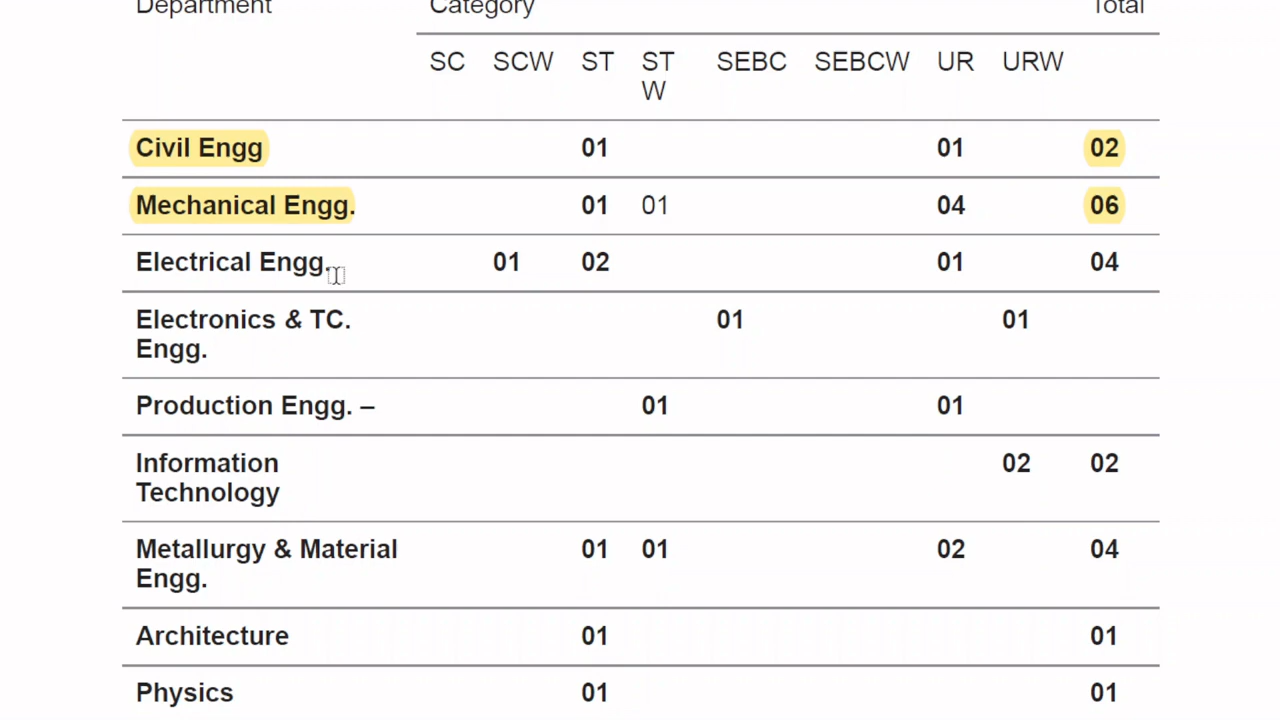 Department Category Total
SC SCW ST ST W SEBC SEBCW UR URW
Civil Engg 01 01 02
Mechanical Engg. 01 01 04 06
Electrical Engg. 01 02 01 04
Electronics & TC. 01 01
Engg.
Production Engg. – 01 01
Information 02 02
Technology
Metallurgy & Material 01 01 02 04
Engg.
Architecture 01 01
Physics 01 01